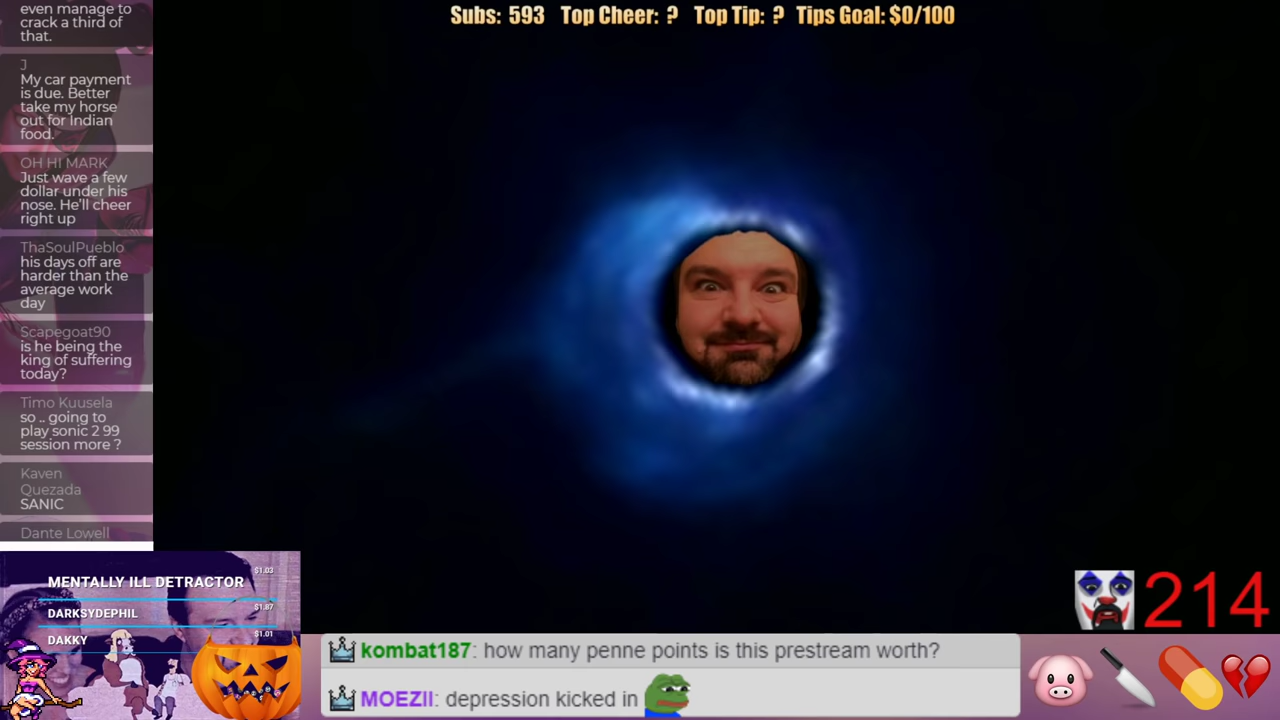 Subs: 593 Top Cheer: ? Top Tip: ? Tips Goal: $0/100
even manage to
crack a third of
that.
J
My car payment
is due. Better
take my horse
out for Indian
food.
OH HI MARK
Just wave a few
dollar under his
nose. He'll cheer
right up
ThaSoulPueblo
his days off are
harder than the
average work
day
Scapegoat90
is he being the
king of suffering
today?
Timo Kuusela
so .. going to
play sonic 2 99
session more ?
Kaven
Quezada
SANIC
Dante Lowell
$1.03
MENTALLY ILL DETRACTOR
$1.87
DARKSYDEPHIL
$1.01
DAKKY
214
kombat187: how many penne points is this prestream worth?
MOEZII: depression kicked in